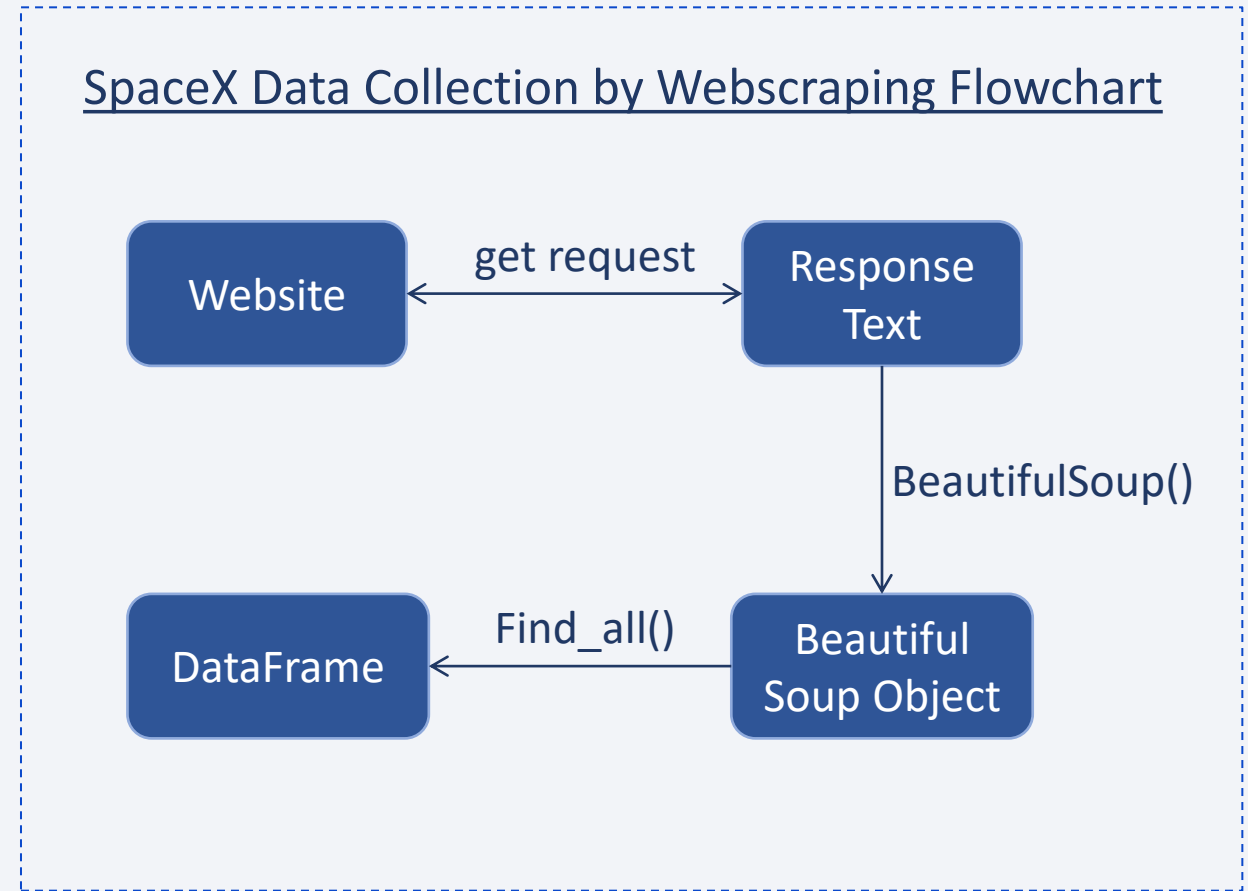 SpaceX Data Collection by Webscraping Flowchart
Website
get request
Response
Text
BeautifulSoup()
DataFrame
Find_all()
Beautiful
Soup Object